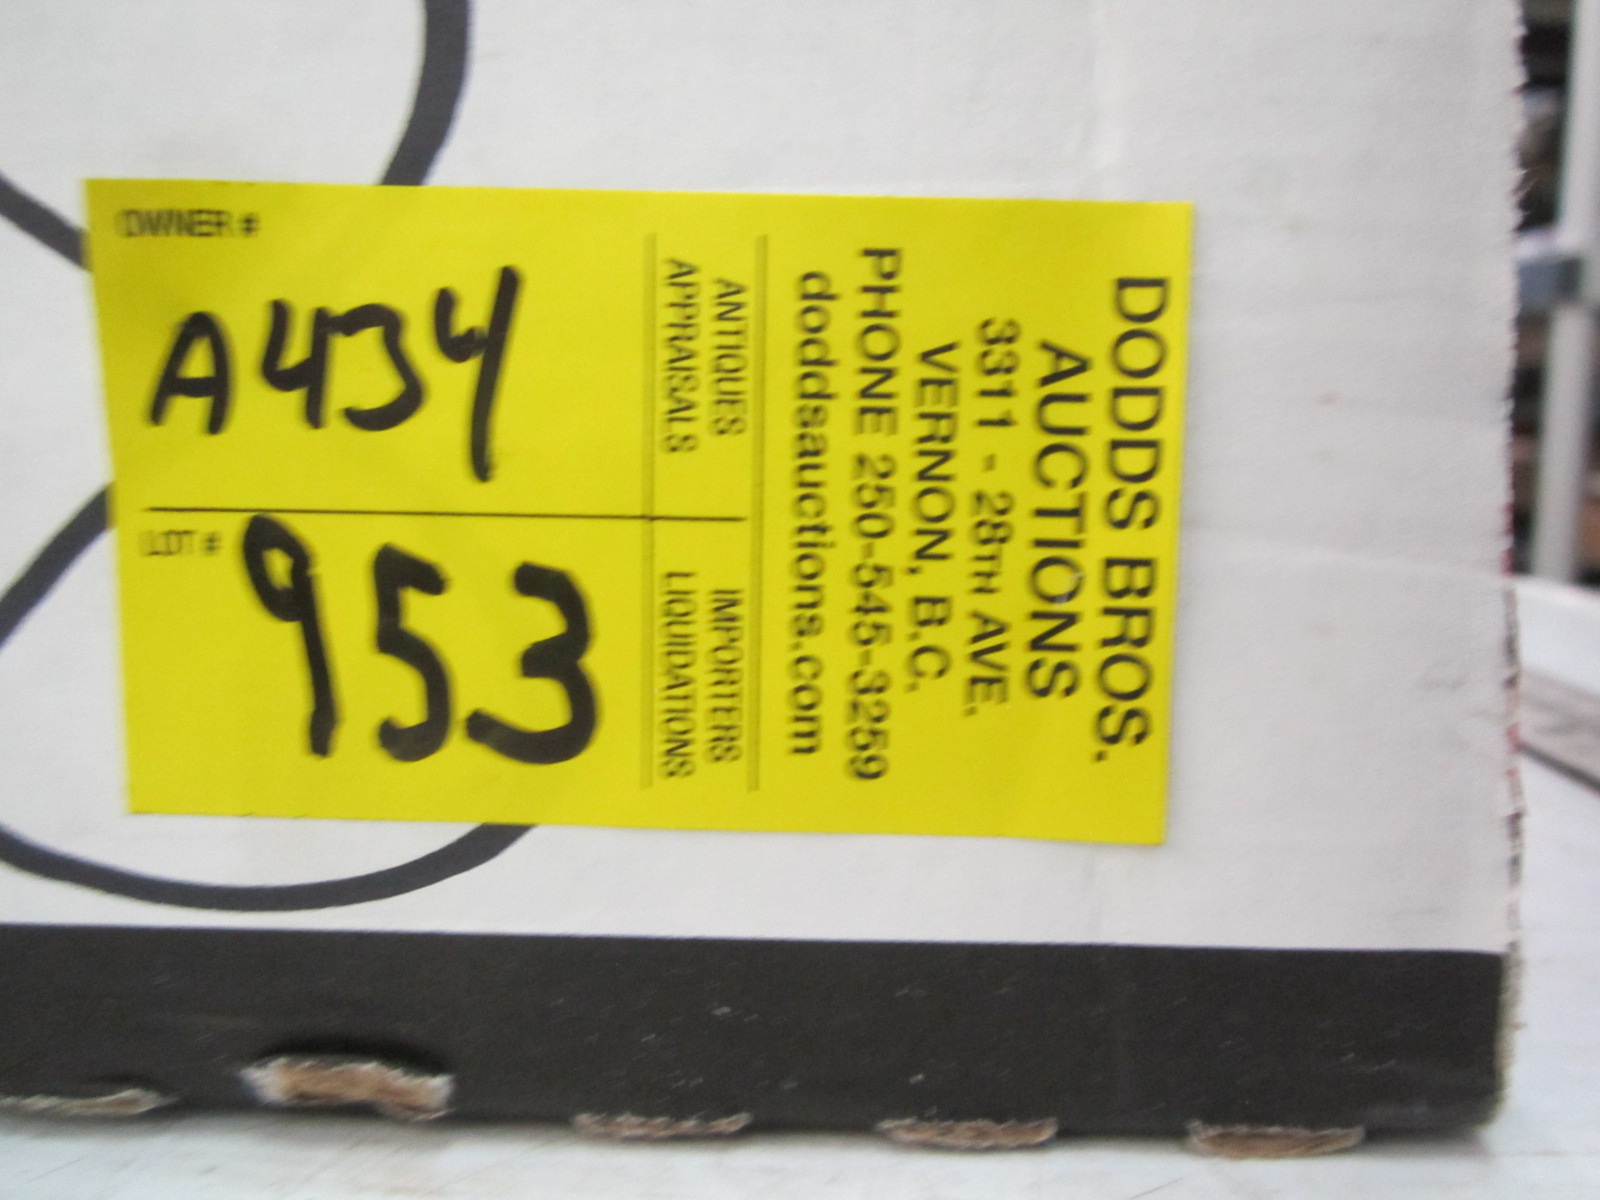 DODDS BROS.
AUCTIONS
3311 - 28TH AVE.
VERNON, B.C.
PHONE 250-545-3259
doddsauctions.com
ANTIQUES IMPORTERS
APPRAISALS LIQUIDATIONS
OWNER #
A434
LOT #
953